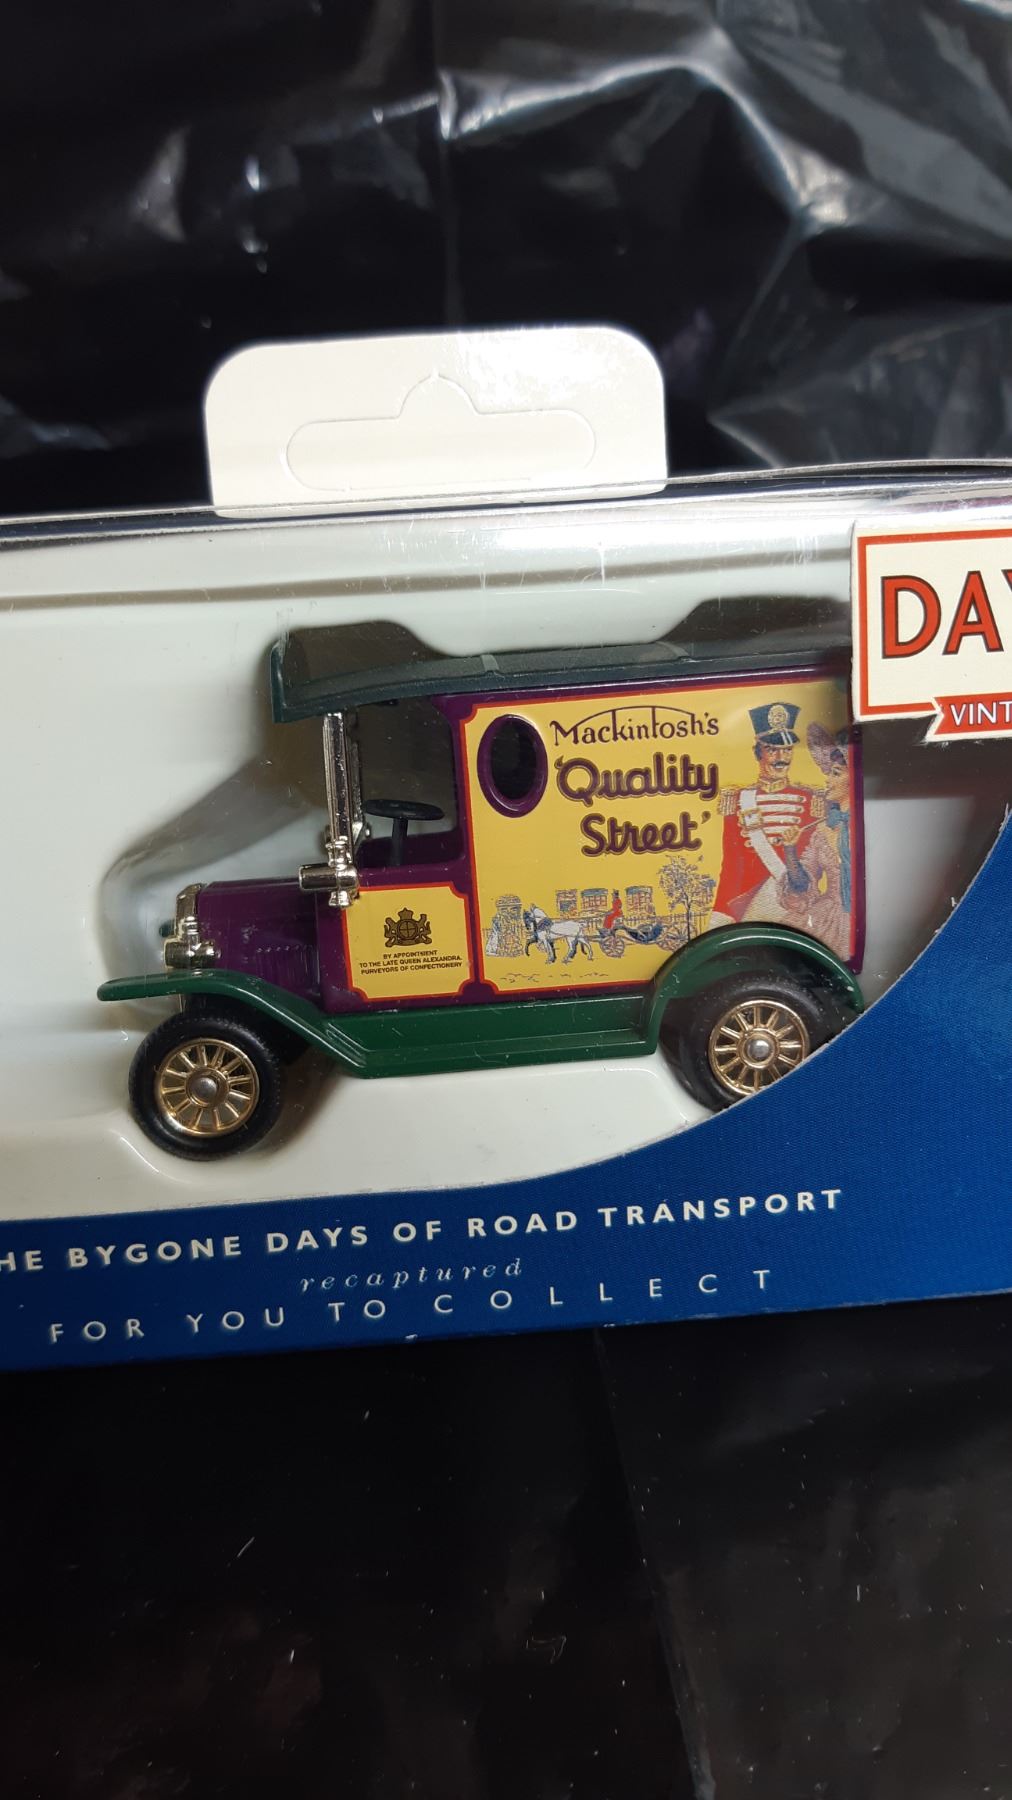 DAY
VINT
Mackintosh's
'Quality
Street'
BY APPOINTMENT
TO THE LATE QUEEN ALEXANDRA.
PURVEYORS OF CONFECTIONERY
HE BYGONE DAYS OF ROAD TRANSPORT
recaptured
FOR YOU TO COLLECT